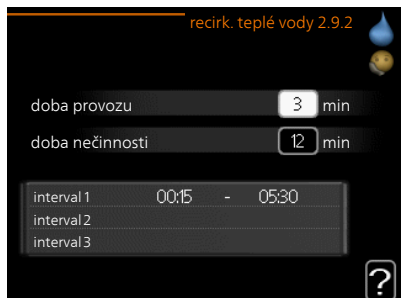 recirk. teplé vody 2.9.2
doba provozu 3 min
doba nečinnosti 12 min
interval 1 00:15 - 05:30
interval 2
interval 3
?